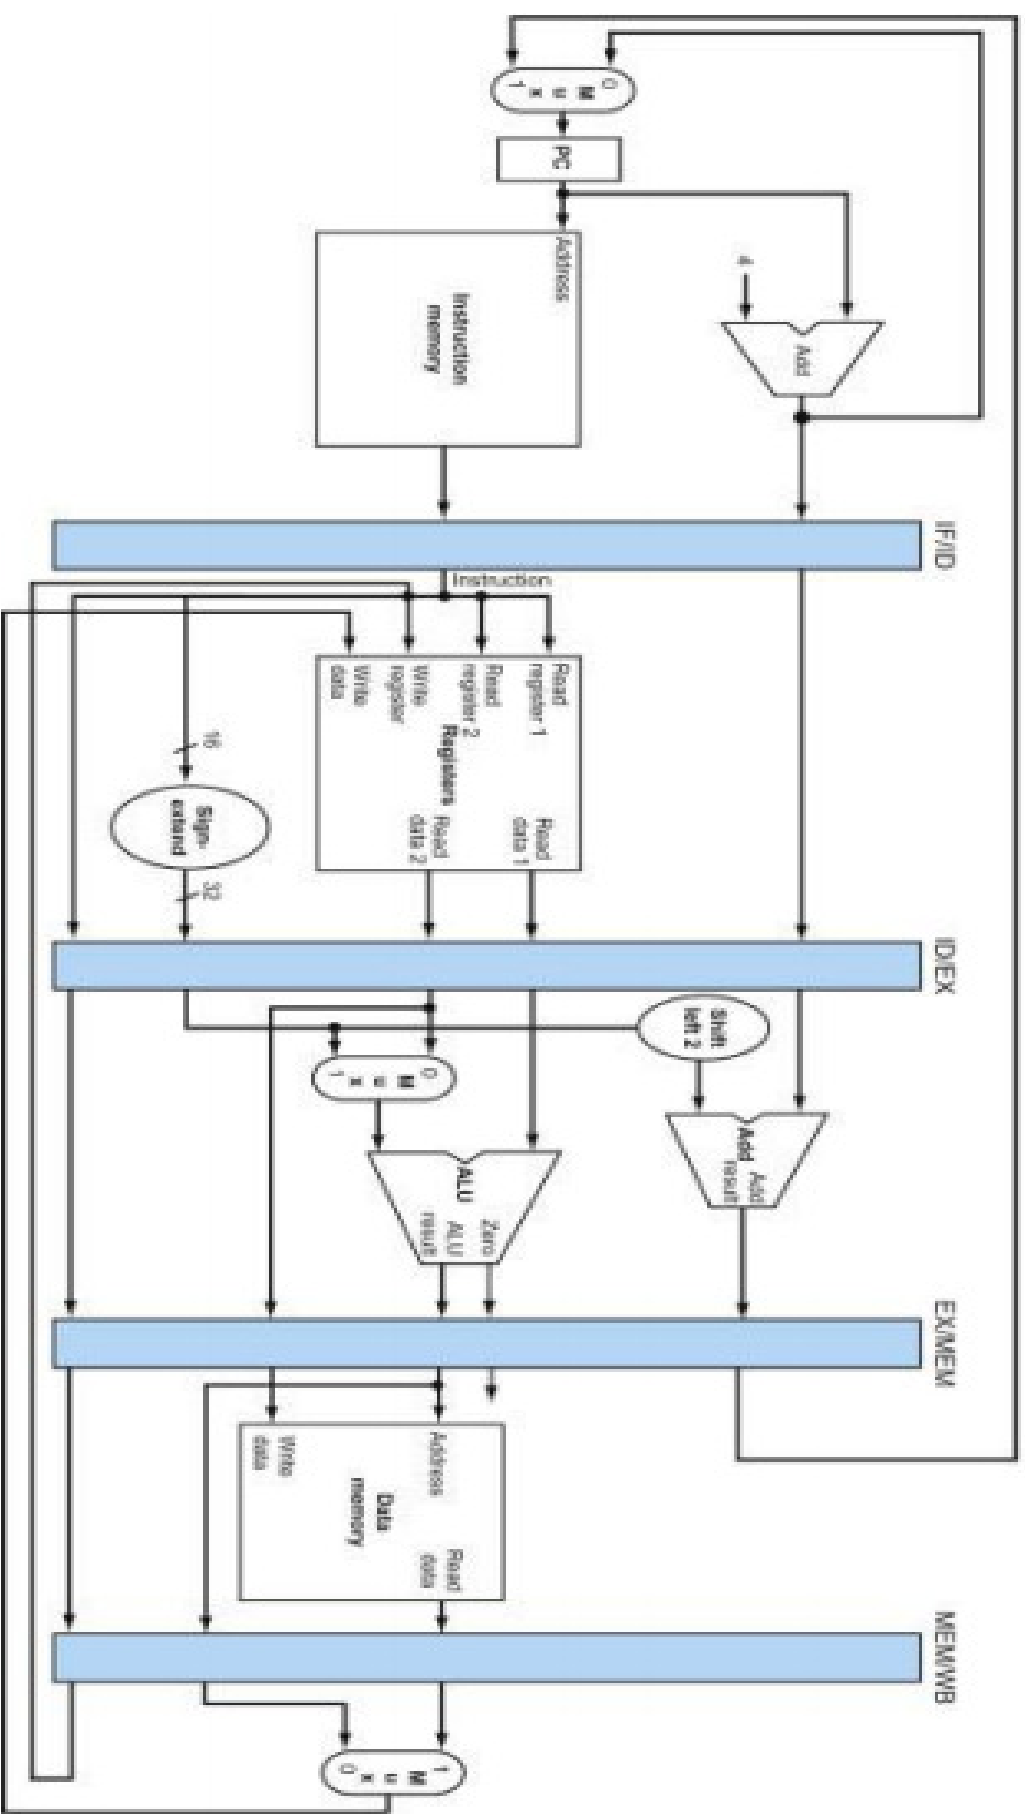 IF/ID
ID/EX
EX/MEM
MEM/WB
4
Add
0
M
u
x
1
PC
Address
Instruction
memory
Instruction
Read
register 1
Read
register 2
Write
register
Write
data
Registers
Read
data 1
Read
data 2
16
Sign-
extend
32
Shift
left 2
Add
Add
result
0
M
u
x
1
ALU
Zero
ALU
result
Address
Write
data
Data
memory
Read
data
1
M
u
x
0